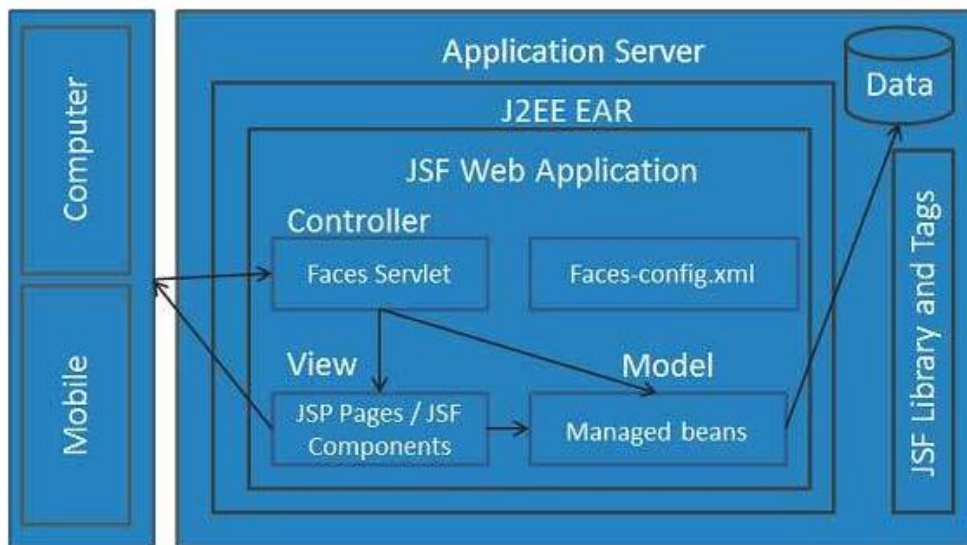 Computer
Mobile
Application Server
J2EE EAR
JSF Web Application
Controller
Faces Servlet
Faces-config.xml
View
Model
JSP Pages / JSF
Components
Managed beans
Data
JSF Library and Tags